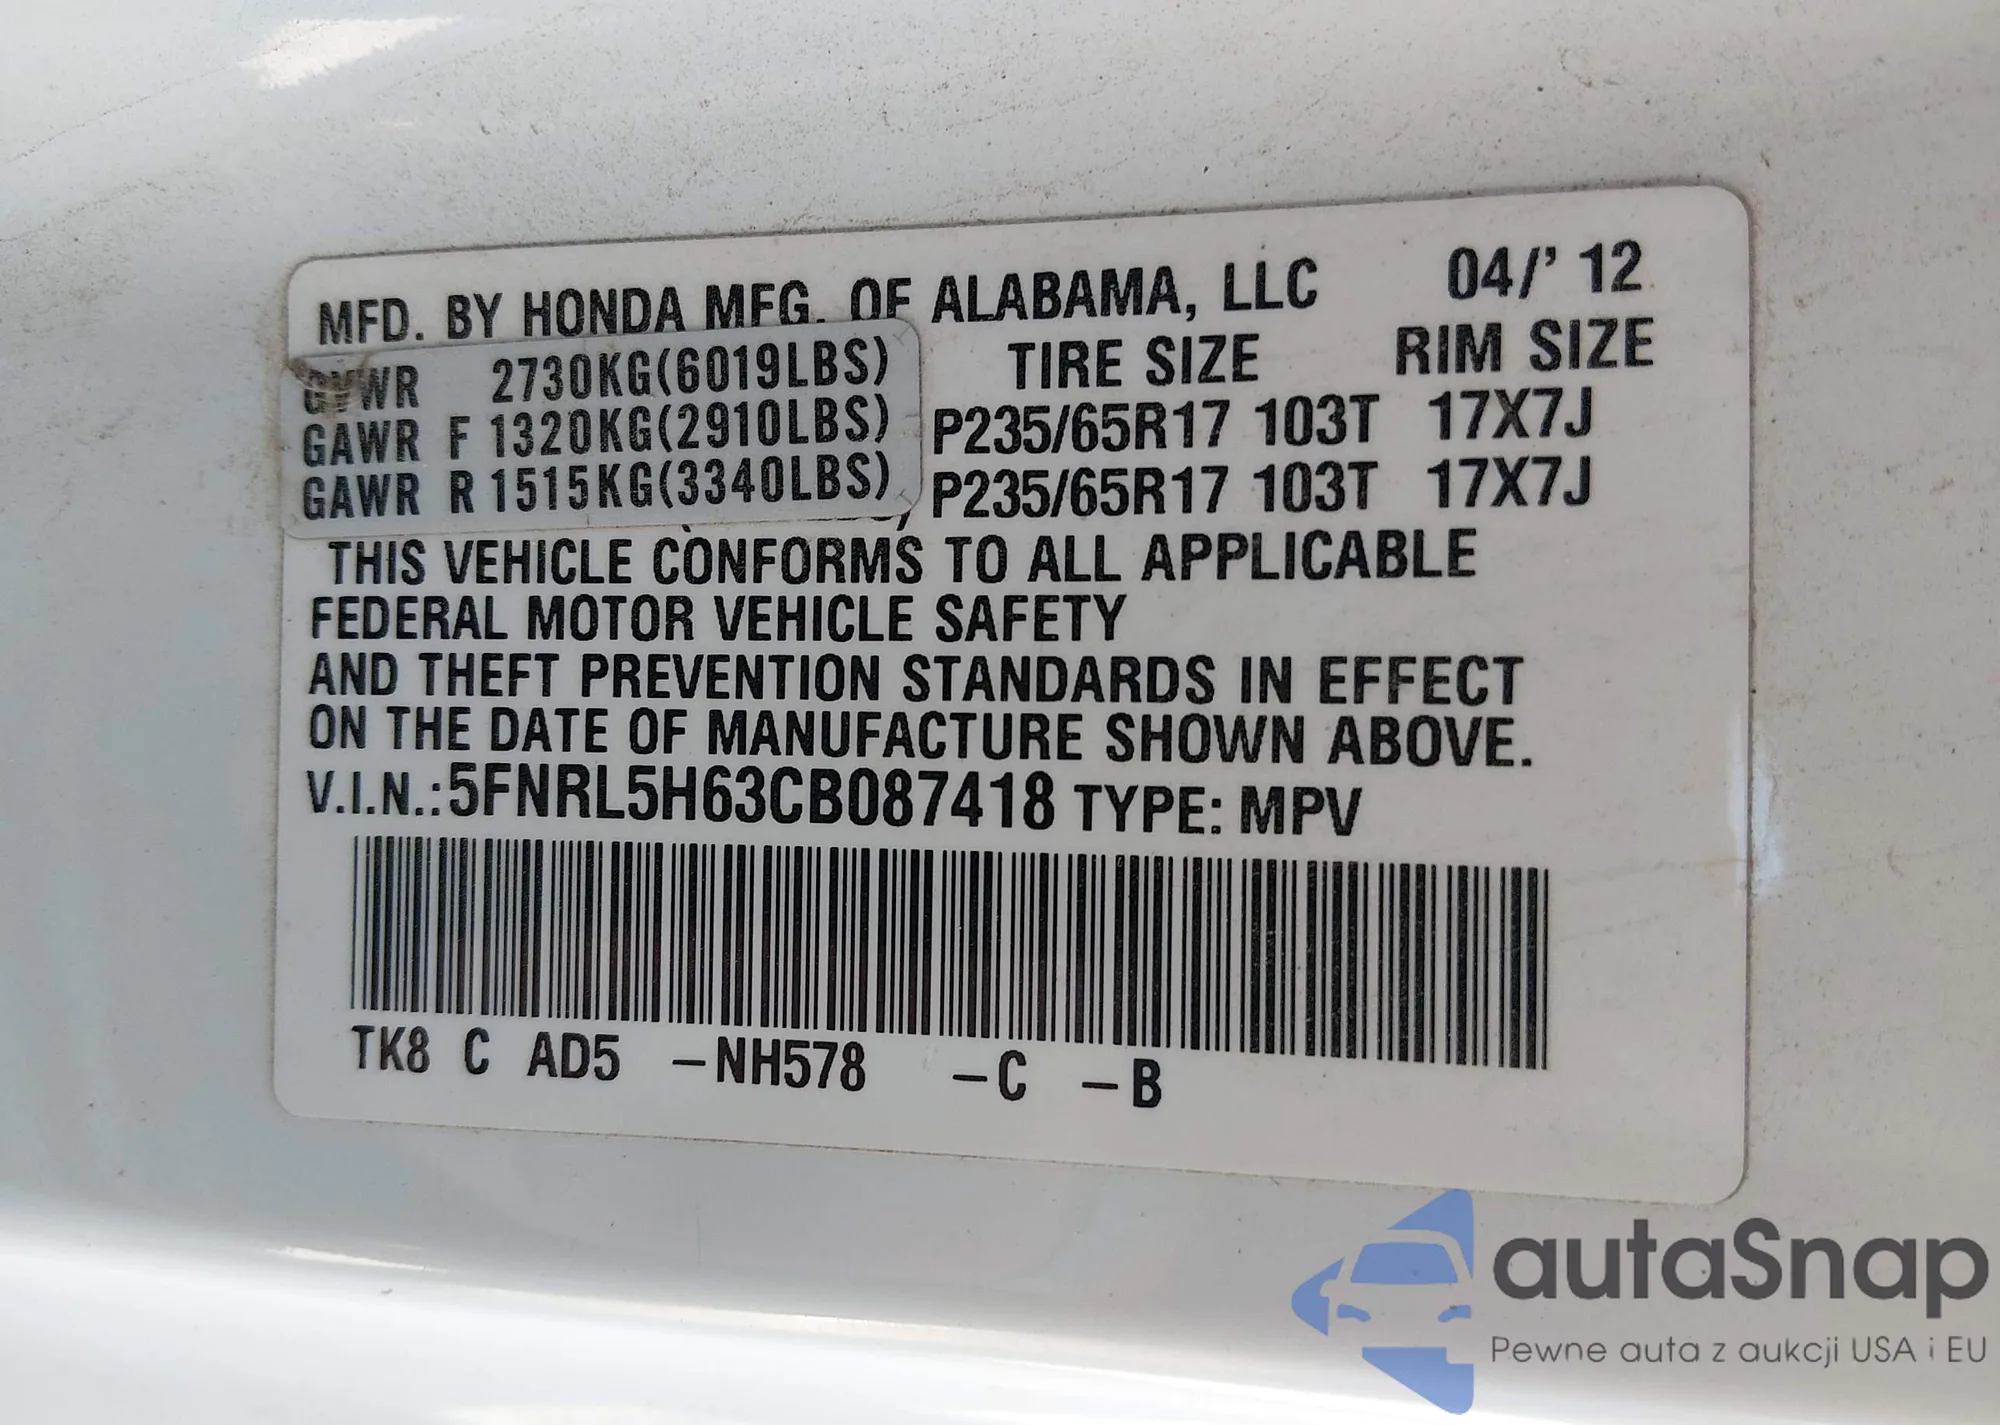 MFD. BY HONDA MFG. OF ALABAMA, LLC 04/' 12
TIRE SIZE RIM SIZE
GVWR 2730KG(6019LBS)
GAWR F 1320KG(2910LBS) P235/65R17 103T 17X7J
GAWR R 1515KG(3340LBS) P235/65R17 103T 17X7J
THIS VEHICLE CONFORMS TO ALL APPLICABLE
FEDERAL MOTOR VEHICLE SAFETY
AND THEFT PREVENTION STANDARDS IN EFFECT
ON THE DATE OF MANUFACTURE SHOWN ABOVE.
V.I.N.:5FNRL5H63CB087418 TYPE: MPV
TK8 C AD5 –NH578 –C –B
autaSnap
Pewne auta z aukcji USA i EU